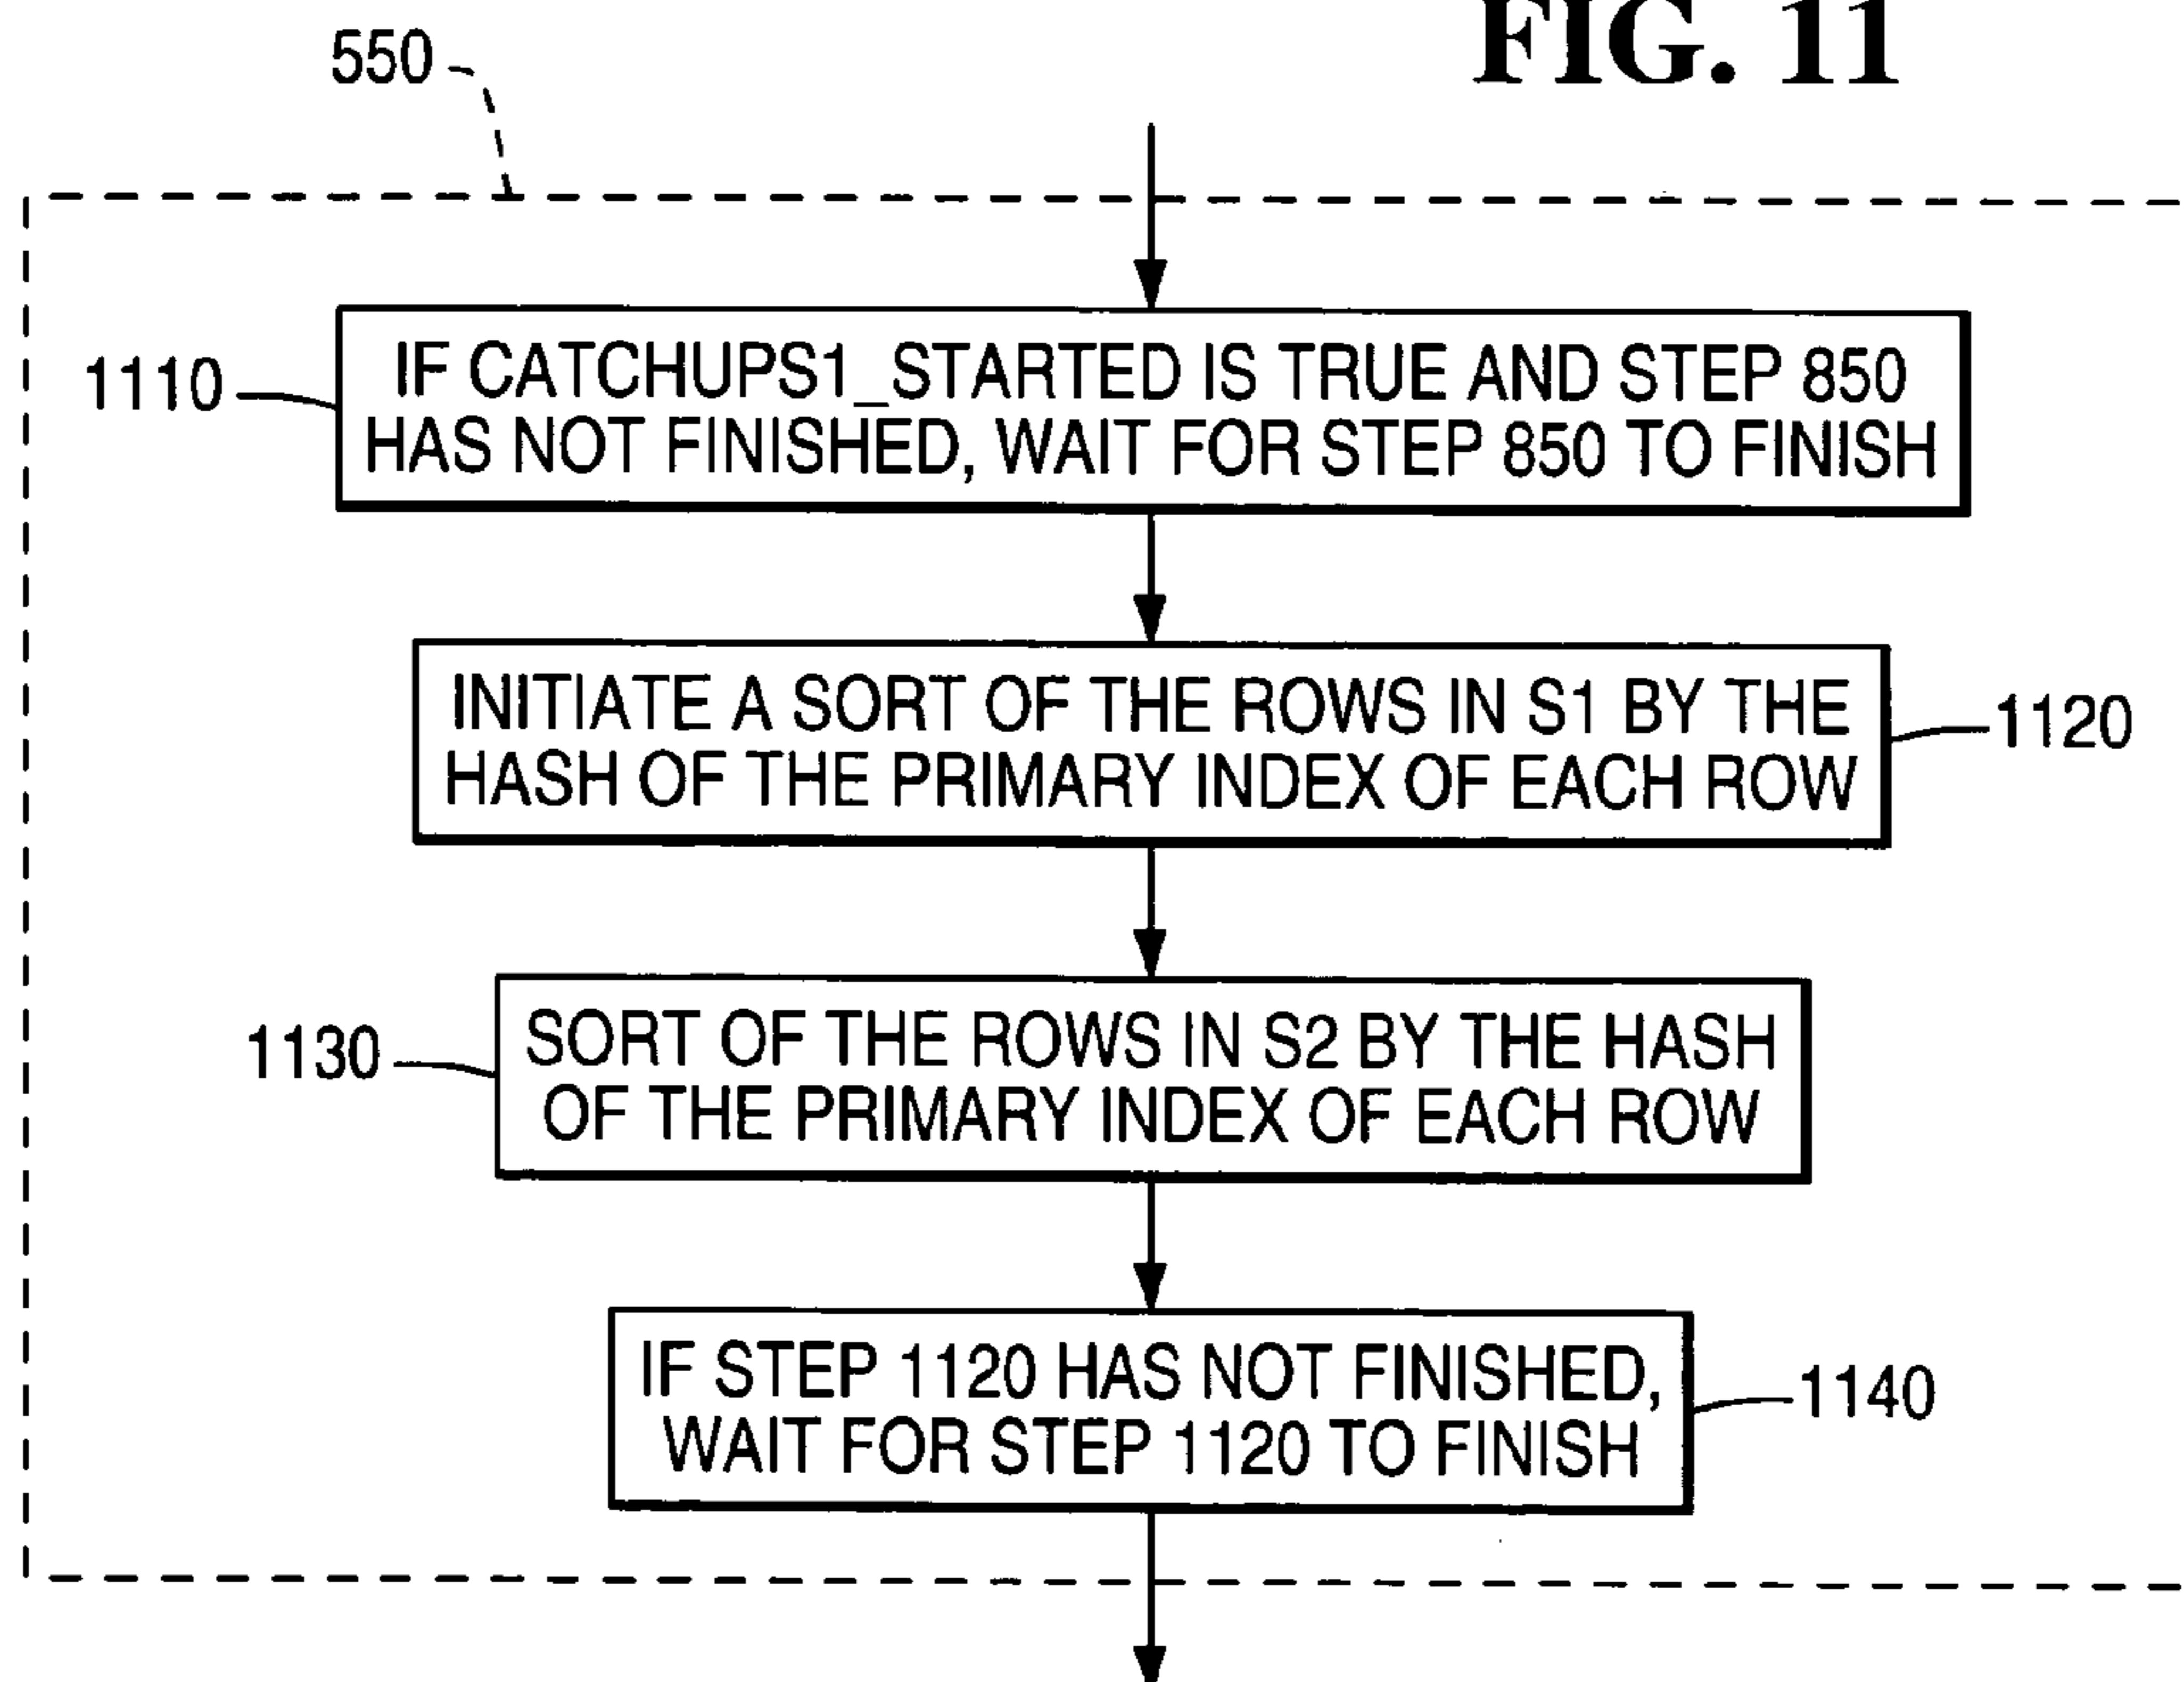 FIG. 11
550
1110
IF CATCHUPS1_STARTED IS TRUE AND STEP 850
HAS NOT FINISHED, WAIT FOR STEP 850 TO FINISH
INITIATE A SORT OF THE ROWS IN S1 BY THE
HASH OF THE PRIMARY INDEX OF EACH ROW
1120
1130
SORT OF THE ROWS IN S2 BY THE HASH
OF THE PRIMARY INDEX OF EACH ROW
IF STEP 1120 HAS NOT FINISHED,
WAIT FOR STEP 1120 TO FINISH
1140